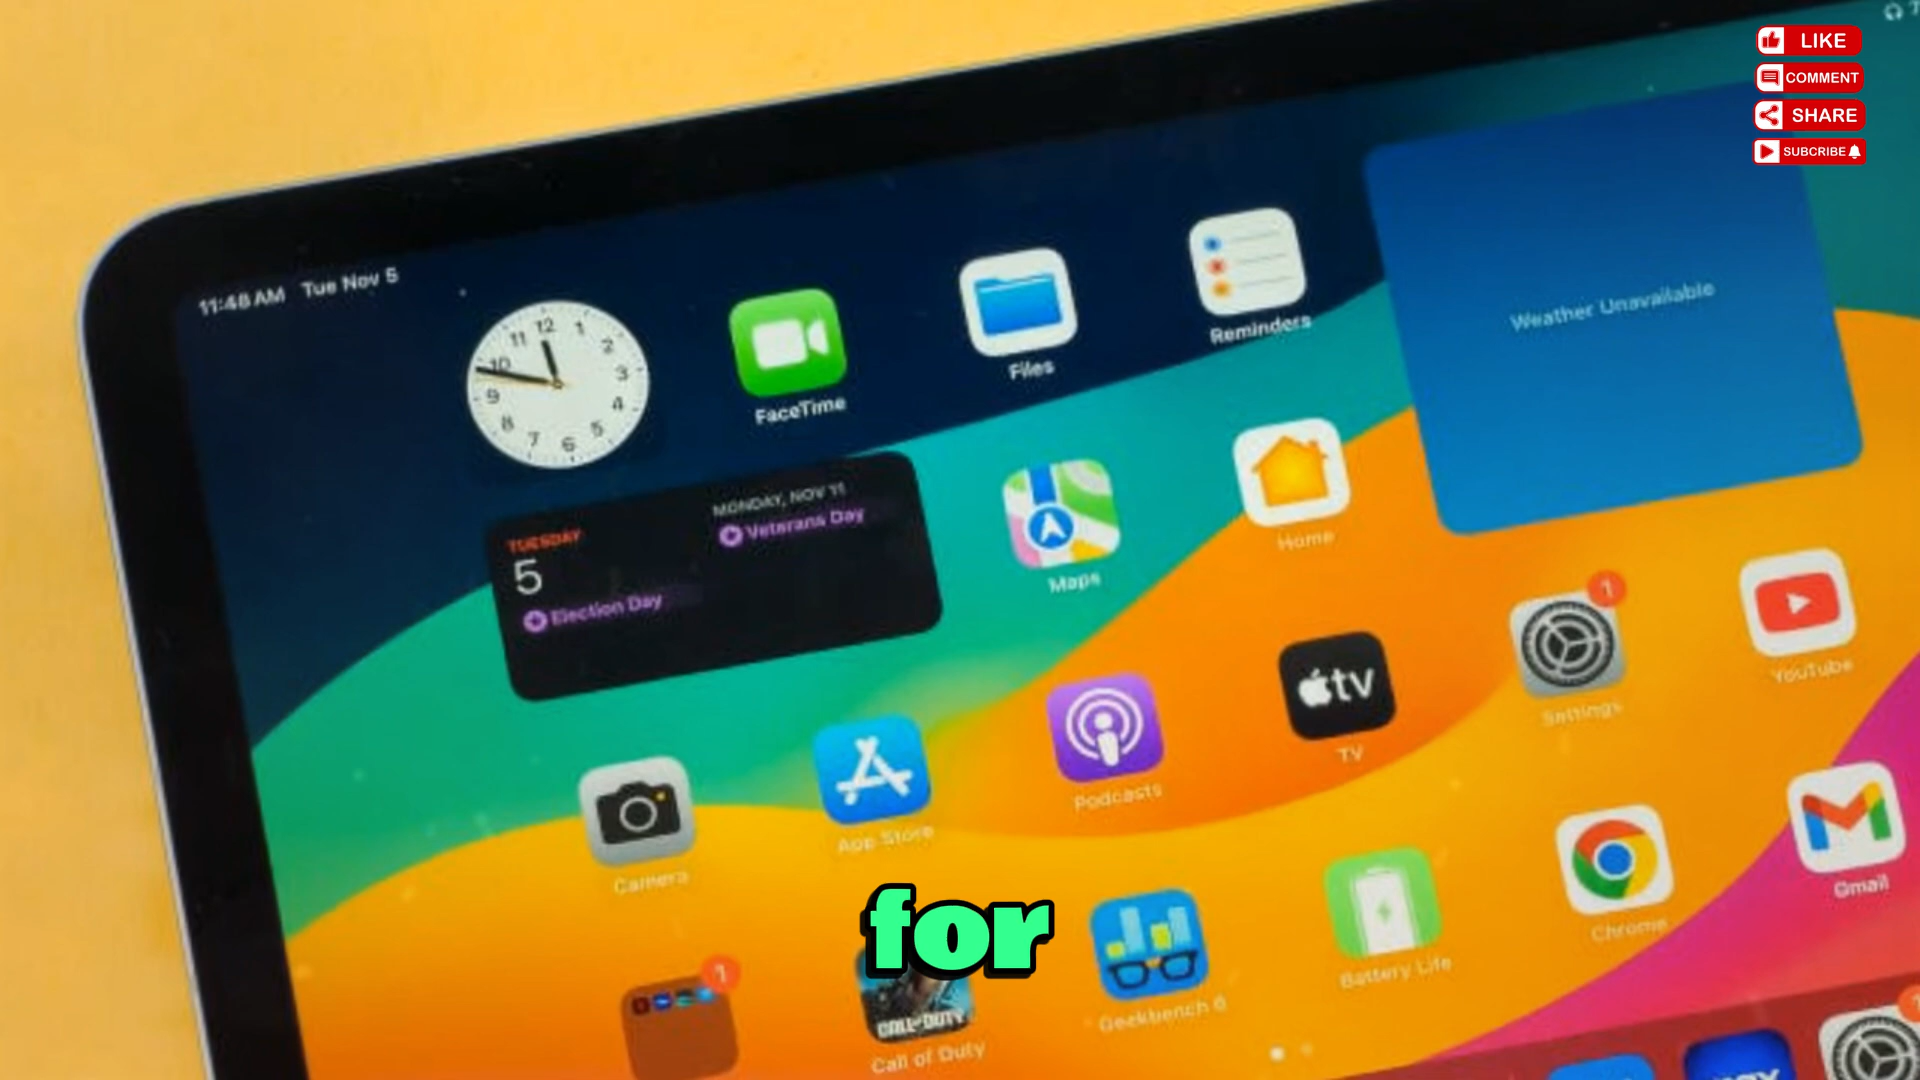 LIKE
COMMENT
SHARE
SUBCRIBE
11:48 AM Tue Nov 5
12
11
1
10
2
9
3
8
4
7
6
5
FaceTime
Files
Reminders
Weather Unavailable
TUESDAY
5
Election Day
MONDAY, NOV 11
Veterans Day
Maps
Home
Camera
App Store
Podcasts
tv
TV
1
Settings
YouTube
for
1
CALL OF DUTY
Call of Duty
Geekbench 6
Battery Life
Chrome
Gmail